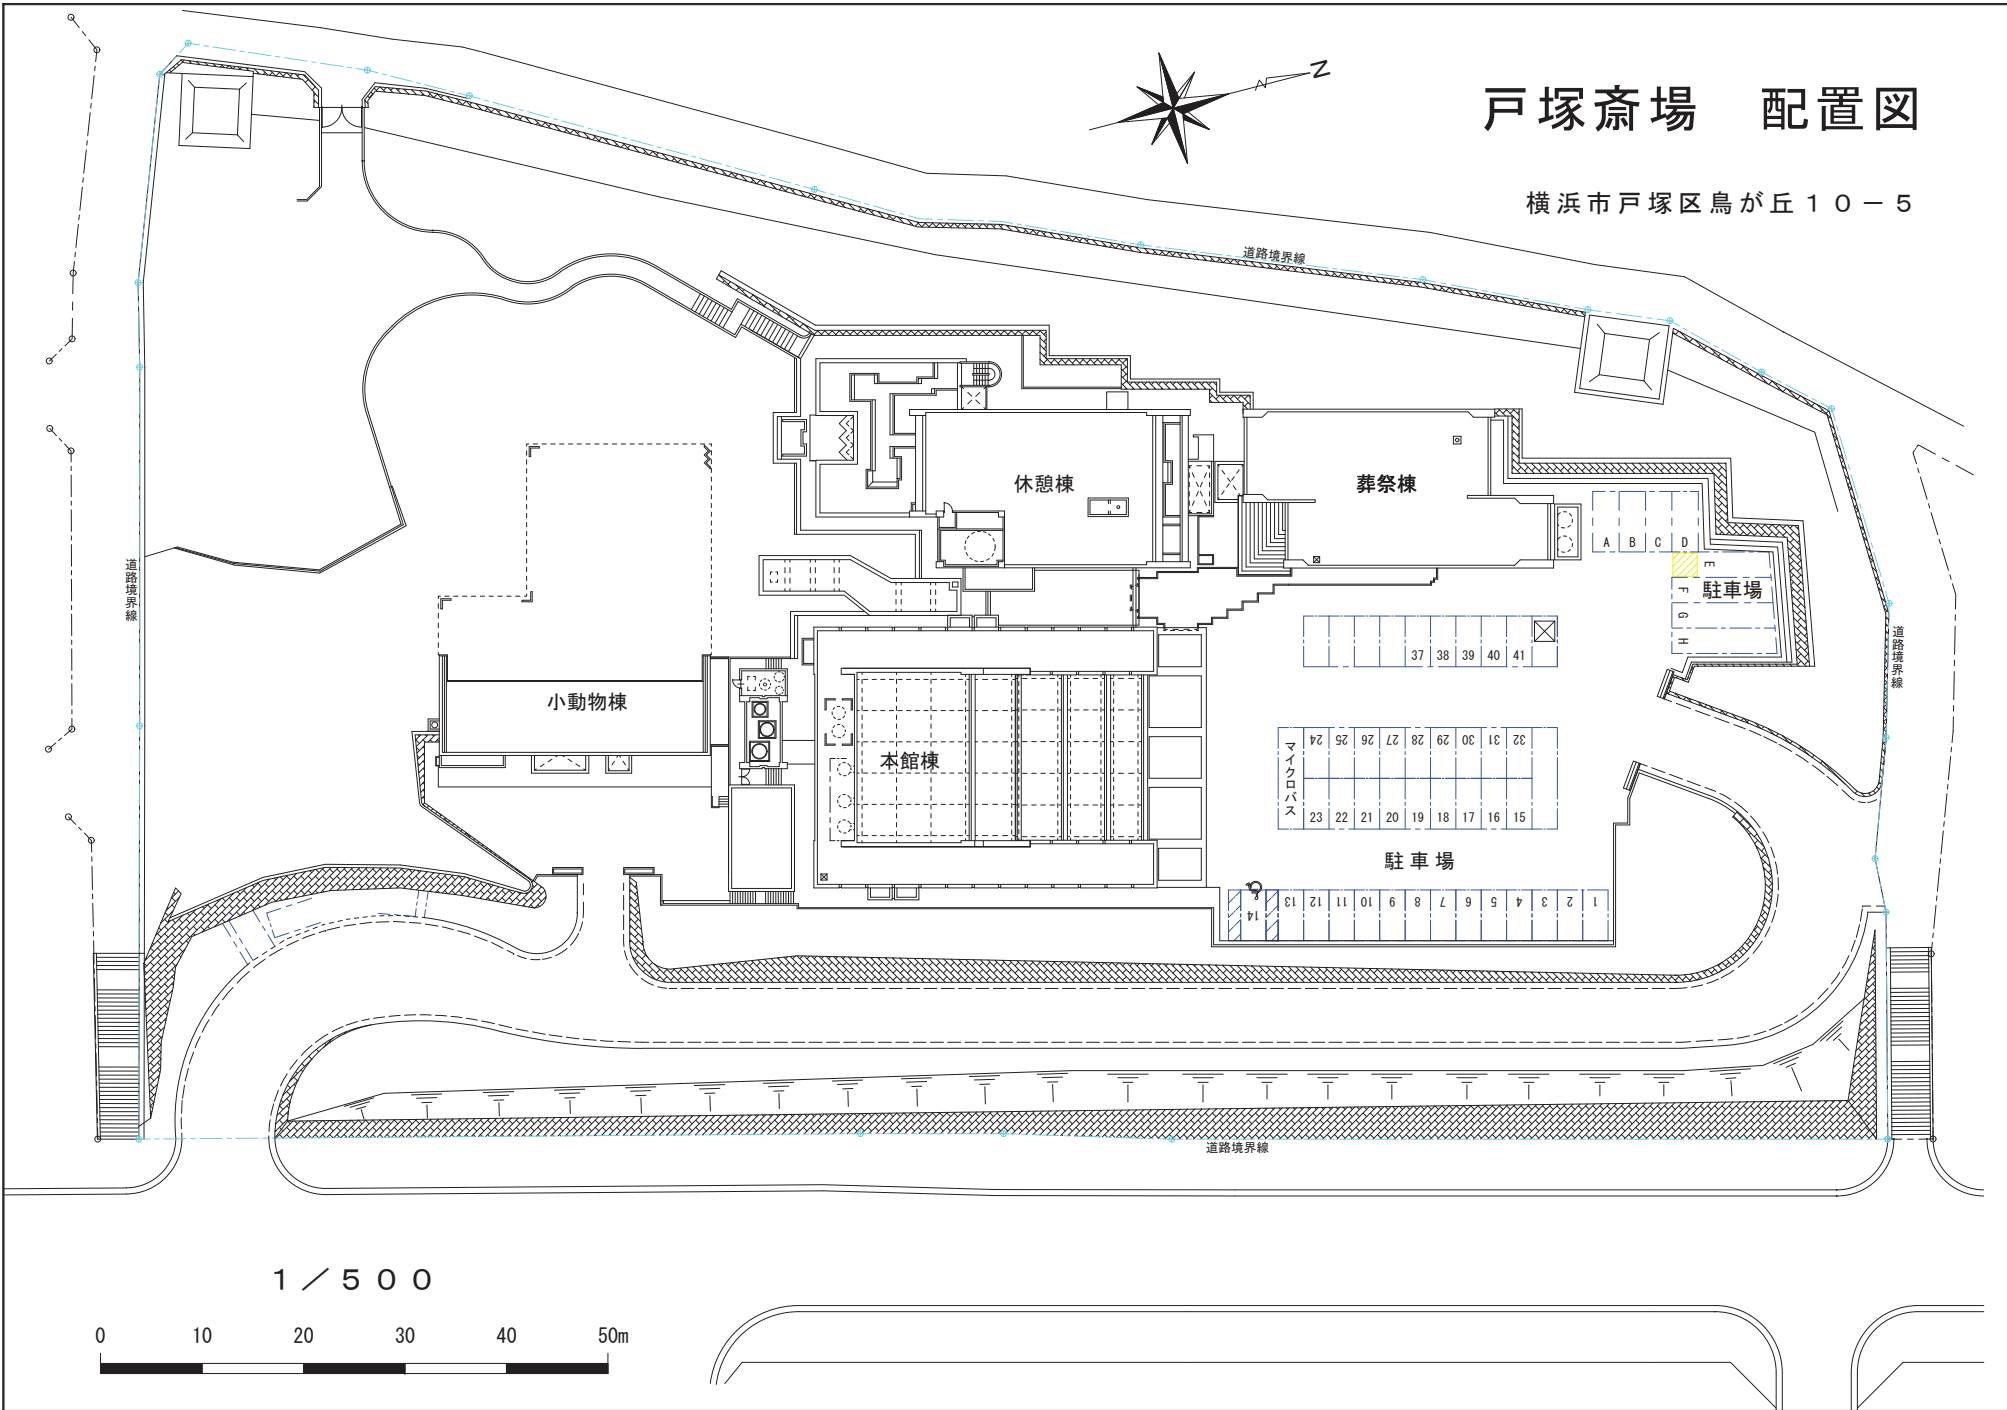 戸塚斎場　配置図
横浜市戸塚区鳥が丘１０－５
N
道路境界線
休憩棟
葬祭棟
A B C D
E
F
G
H
駐車場
道路境界線
道路境界線
37 38 39 40 41
小動物棟
本館棟
マイクロバス
24 25 26 27 28 29 30 31 32
23 22 21 20 19 18 17 16 15
駐車場
14 13 12 11 10 9 8 7 6 5 4 3 2 1
道路境界線
１／５００
0 10 20 30 40 50m